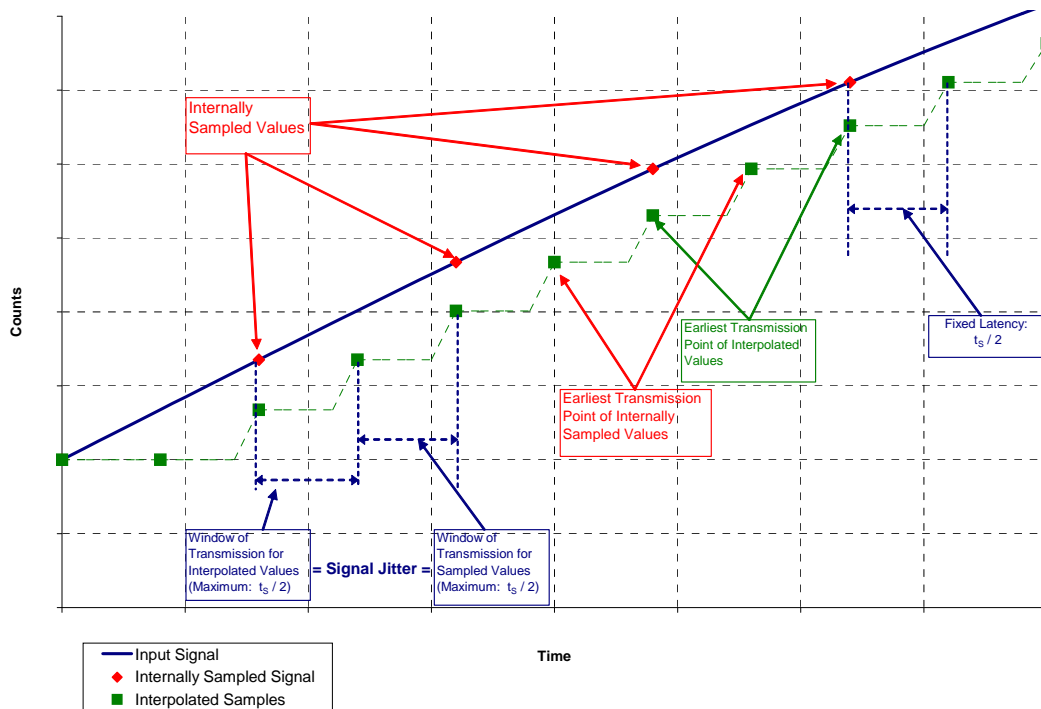 Internally
Sampled Values
Counts
Fixed Latency:
tS / 2
Earliest Transmission
Point of Interpolated
Values
Earliest Transmission
Point of Internally
Sampled Values
Window of
Transmission for
Interpolated Values
(Maximum: tS / 2)
= Signal Jitter =
Window of
Transmission for
Sampled Values
(Maximum: tS / 2)
Time
Input Signal
Internally Sampled Signal
Interpolated Samples